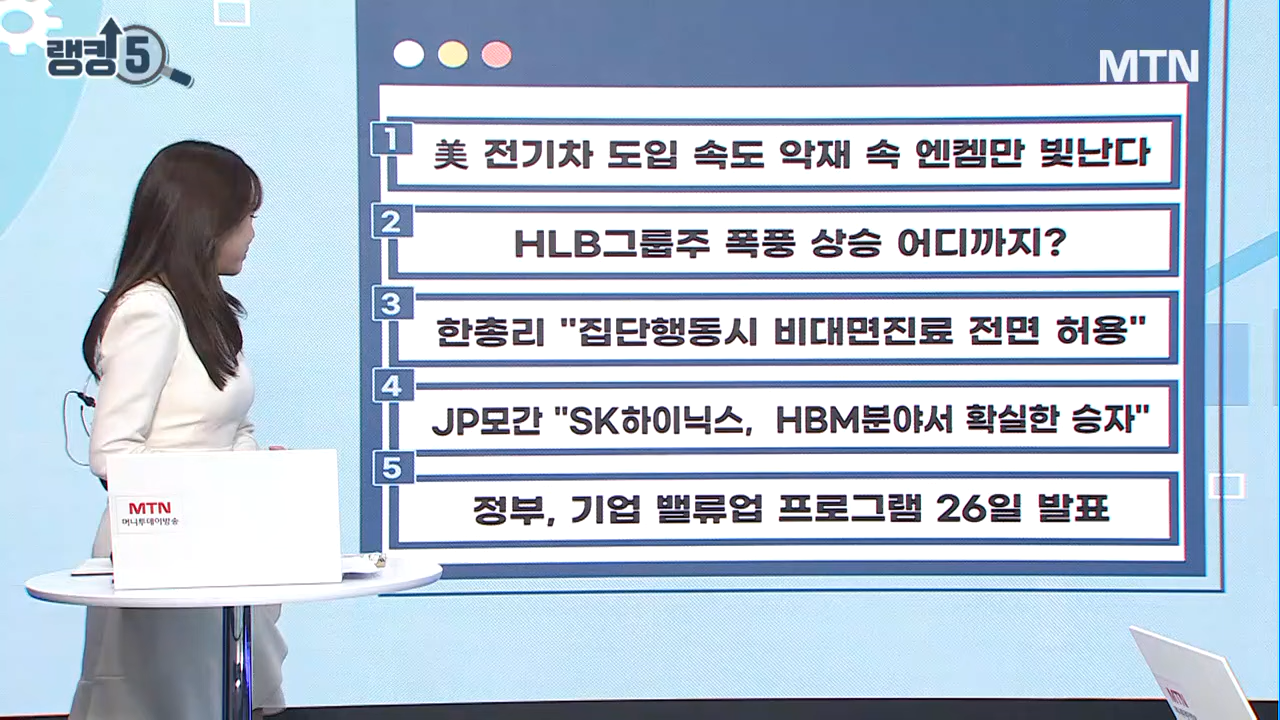 랭킹5
MTN
1
美 전기차 도입 속도 악재 속 엔켐만 빛난다
2
HLB그룹주 폭풍 상승 어디까지?
3
한총리 "집단행동시 비대면진료 전면 허용"
4
JP모간 "SK하이닉스, HBM분야서 확실한 승자"
5
정부, 기업 밸류업 프로그램 26일 발표
MTN
머니투데이방송
MTN